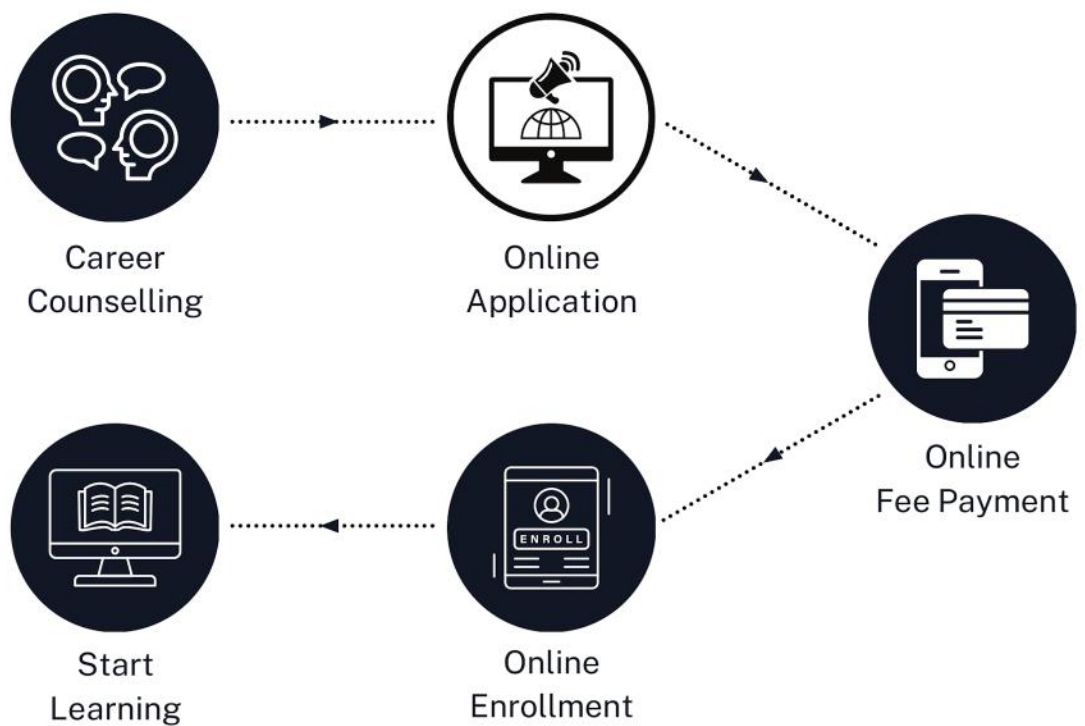 Career
Counselling
Online
Application
Online
Fee Payment
ENROLL
Online
Enrollment
Start
Learning